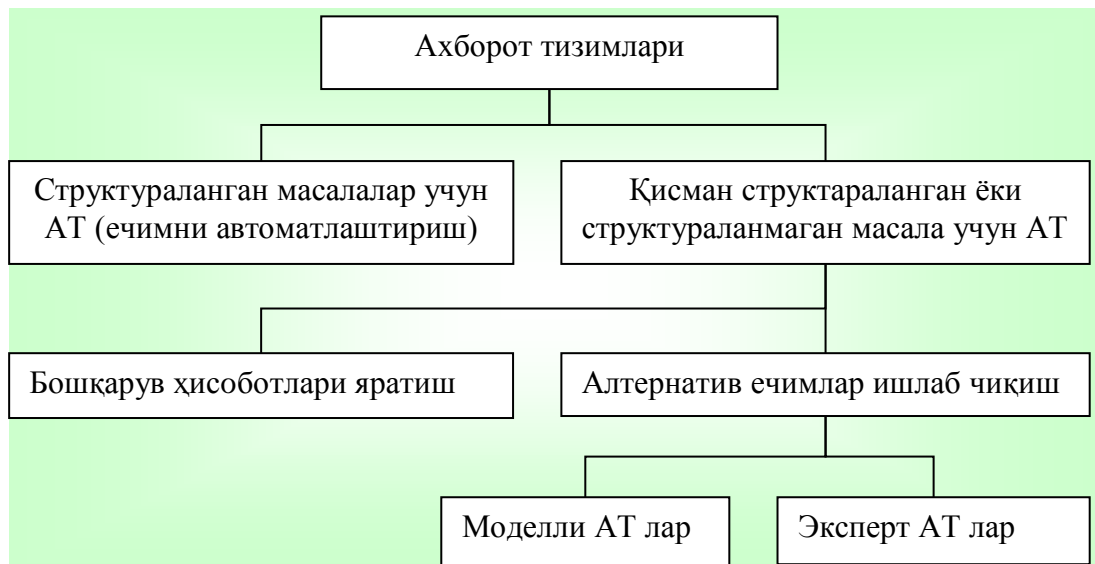 Ахборот тизимлари
Структураланган масалалар учун
АТ (ечимни автоматлаштириш)
Қисман структараланган ёки
структураланмаган масала учун АТ
Бошқарув ҳисоботлари яратиш
Алтернатив ечимлар ишлаб чиқиш
Моделли АТ лар
Эксперт АТ лар